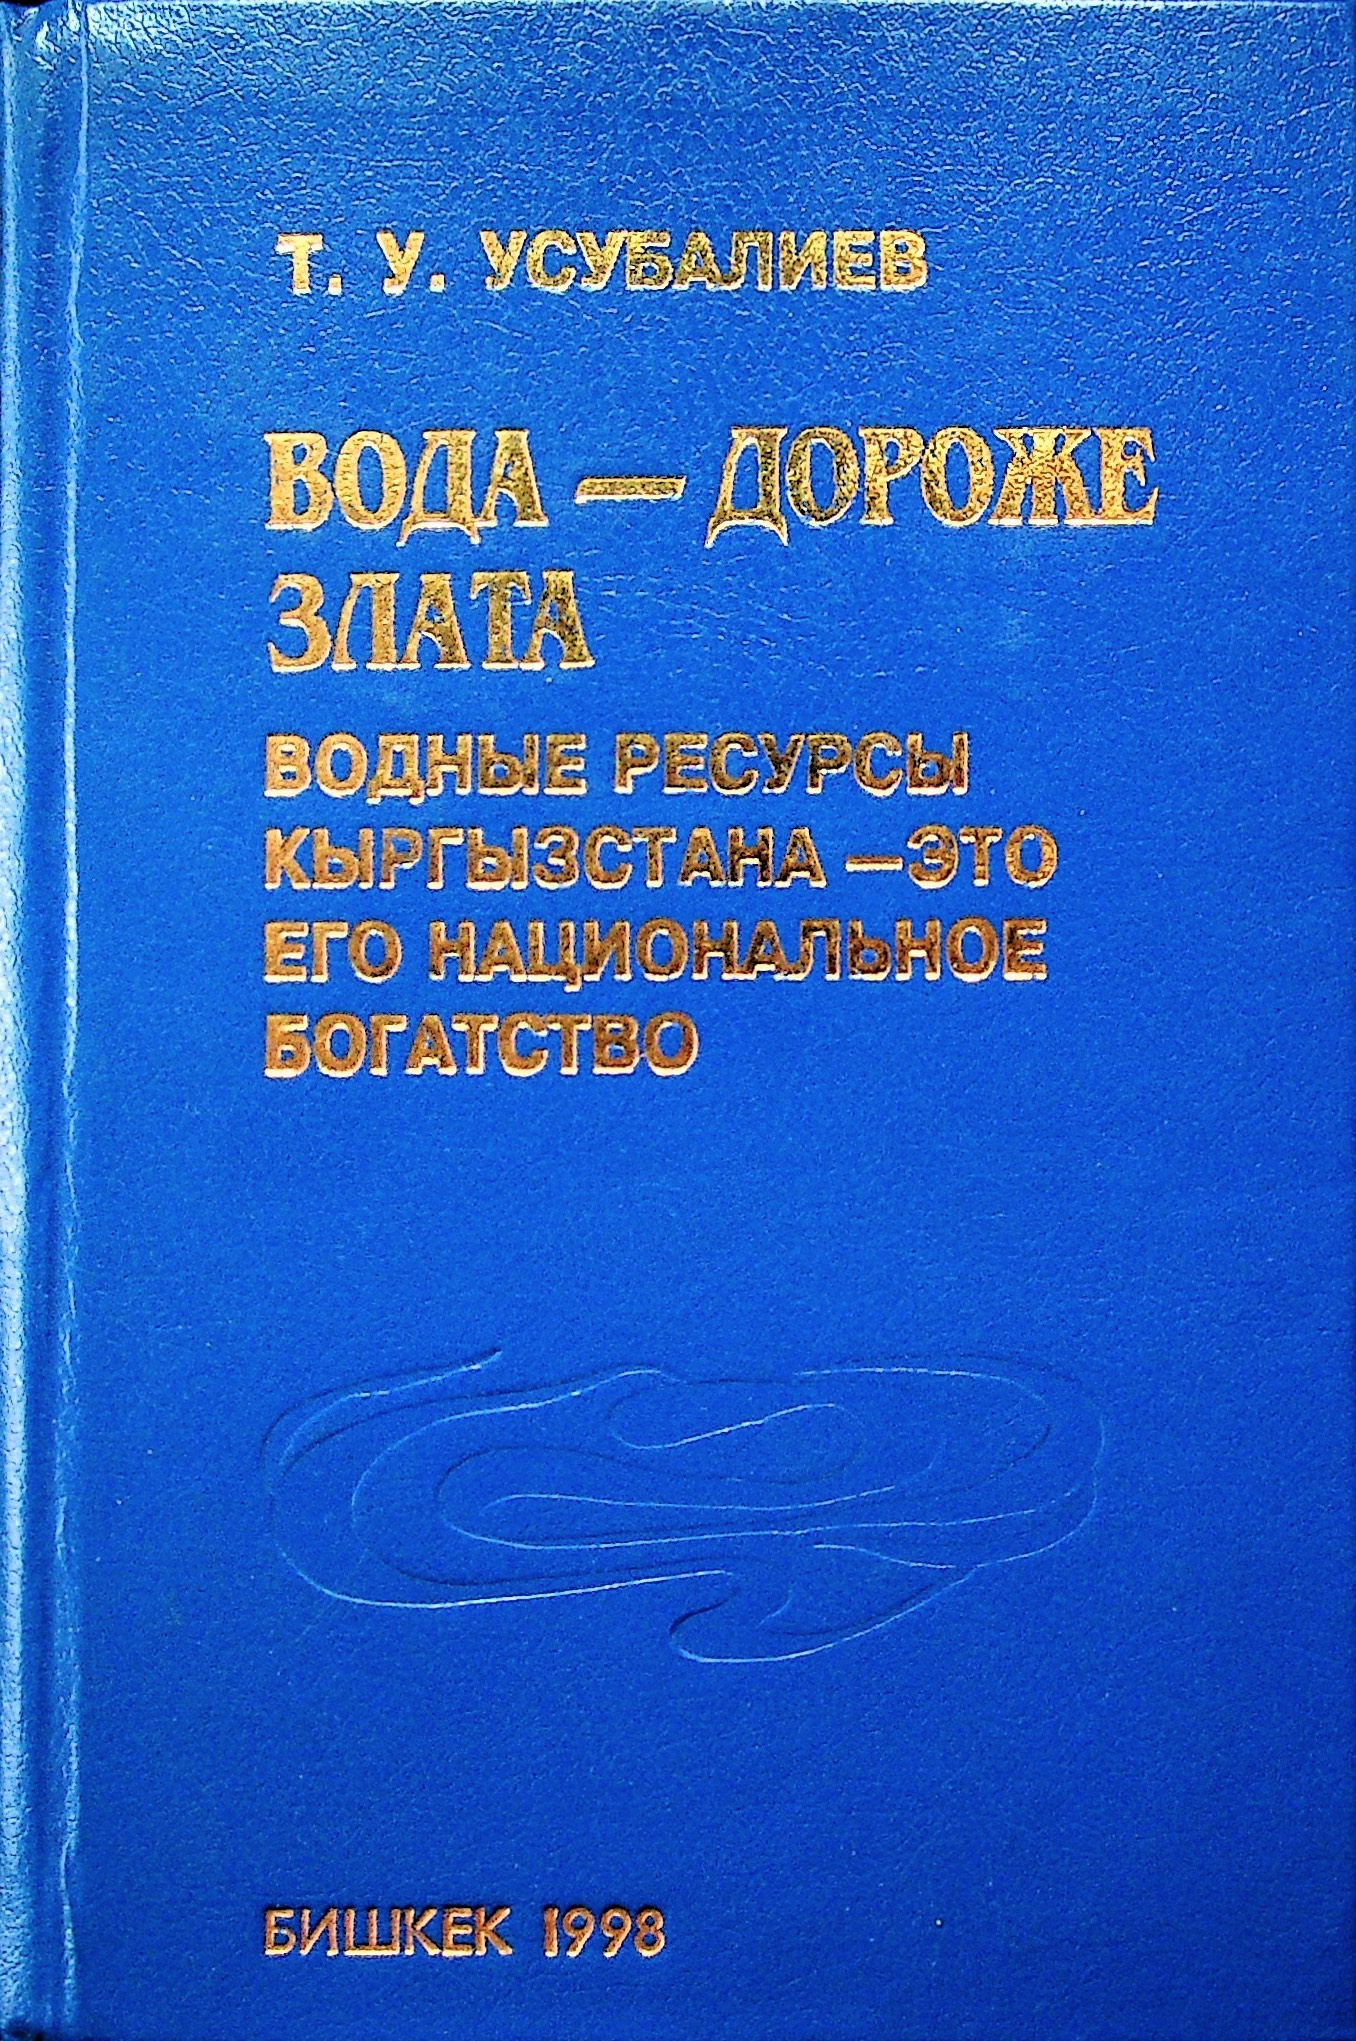 Т. У. УСУБАЛИЕВ
ВОДА — ДОРОЖЕ
ЗЛАТА
ВОДНЫЕ РЕСУРСЫ
КЫРГЫЗСТАНА — ЭТО
ЕГО НАЦИОНАЛЬНОЕ
БОГАТСТВО
БИШКЕК 1998